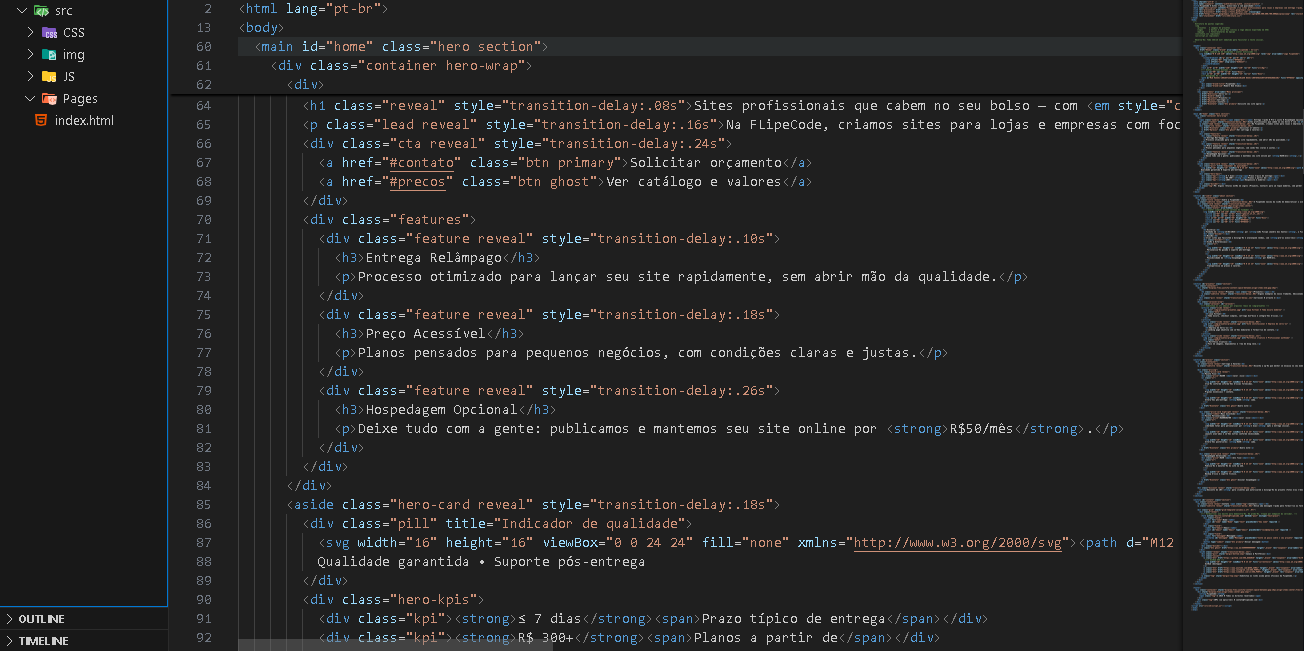 src
CSS
img
JS
Pages
index.html
OUTLINE
TIMELINE
2 <html lang="pt-br">
13 <body>
60 <main id="home" class="hero section">
61 <div class="container hero-wrap">
62 <div>
64 <h1 class="reveal" style="transition-delay:.08s">Sites profissionais que cabem no seu bolso — com <em style="c
65 <p class="lead reveal" style="transition-delay:.16s">Na FLipeCode, criamos sites para lojas e empresas com foc
66 <div class="cta reveal" style="transition-delay:.24s">
67 <a href="#contato" class="btn primary">Solicitar orçamento</a>
68 <a href="#precos" class="btn ghost">Ver catálogo e valores</a>
69 </div>
70 <div class="features">
71 <div class="feature reveal" style="transition-delay:.10s">
72 <h3>Entrega Relâmpago</h3>
73 <p>Processo otimizado para lançar seu site rapidamente, sem abrir mão da qualidade.</p>
74 </div>
75 <div class="feature reveal" style="transition-delay:.18s">
76 <h3>Preço Acessível</h3>
77 <p>Planos pensados para pequenos negócios, com condições claras e justas.</p>
78 </div>
79 <div class="feature reveal" style="transition-delay:.26s">
80 <h3>Hospedagem Opcional</h3>
81 <p>Deixe tudo com a gente: publicamos e mantemos seu site online por <strong>R$50/mês</strong>.</p>
82 </div>
83 </div>
84 </div>
85 <aside class="hero-card reveal" style="transition-delay:.18s">
86 <div class="pill" title="Indicador de qualidade">
87 <svg width="16" height="16" viewBox="0 0 24 24" fill="none" xmlns="http://www.w3.org/2000/svg"><path d="M12
88 Qualidade garantida • Suporte pós-entrega
89 </div>
90 <div class="hero-kpis">
91 <div class="kpi"><strong>≤ 7 dias</strong><span>Prazo típico de entrega</span></div>
92 <div class="kpi"><strong>R$ 300+</strong><span>Planos a partir de</span></div>